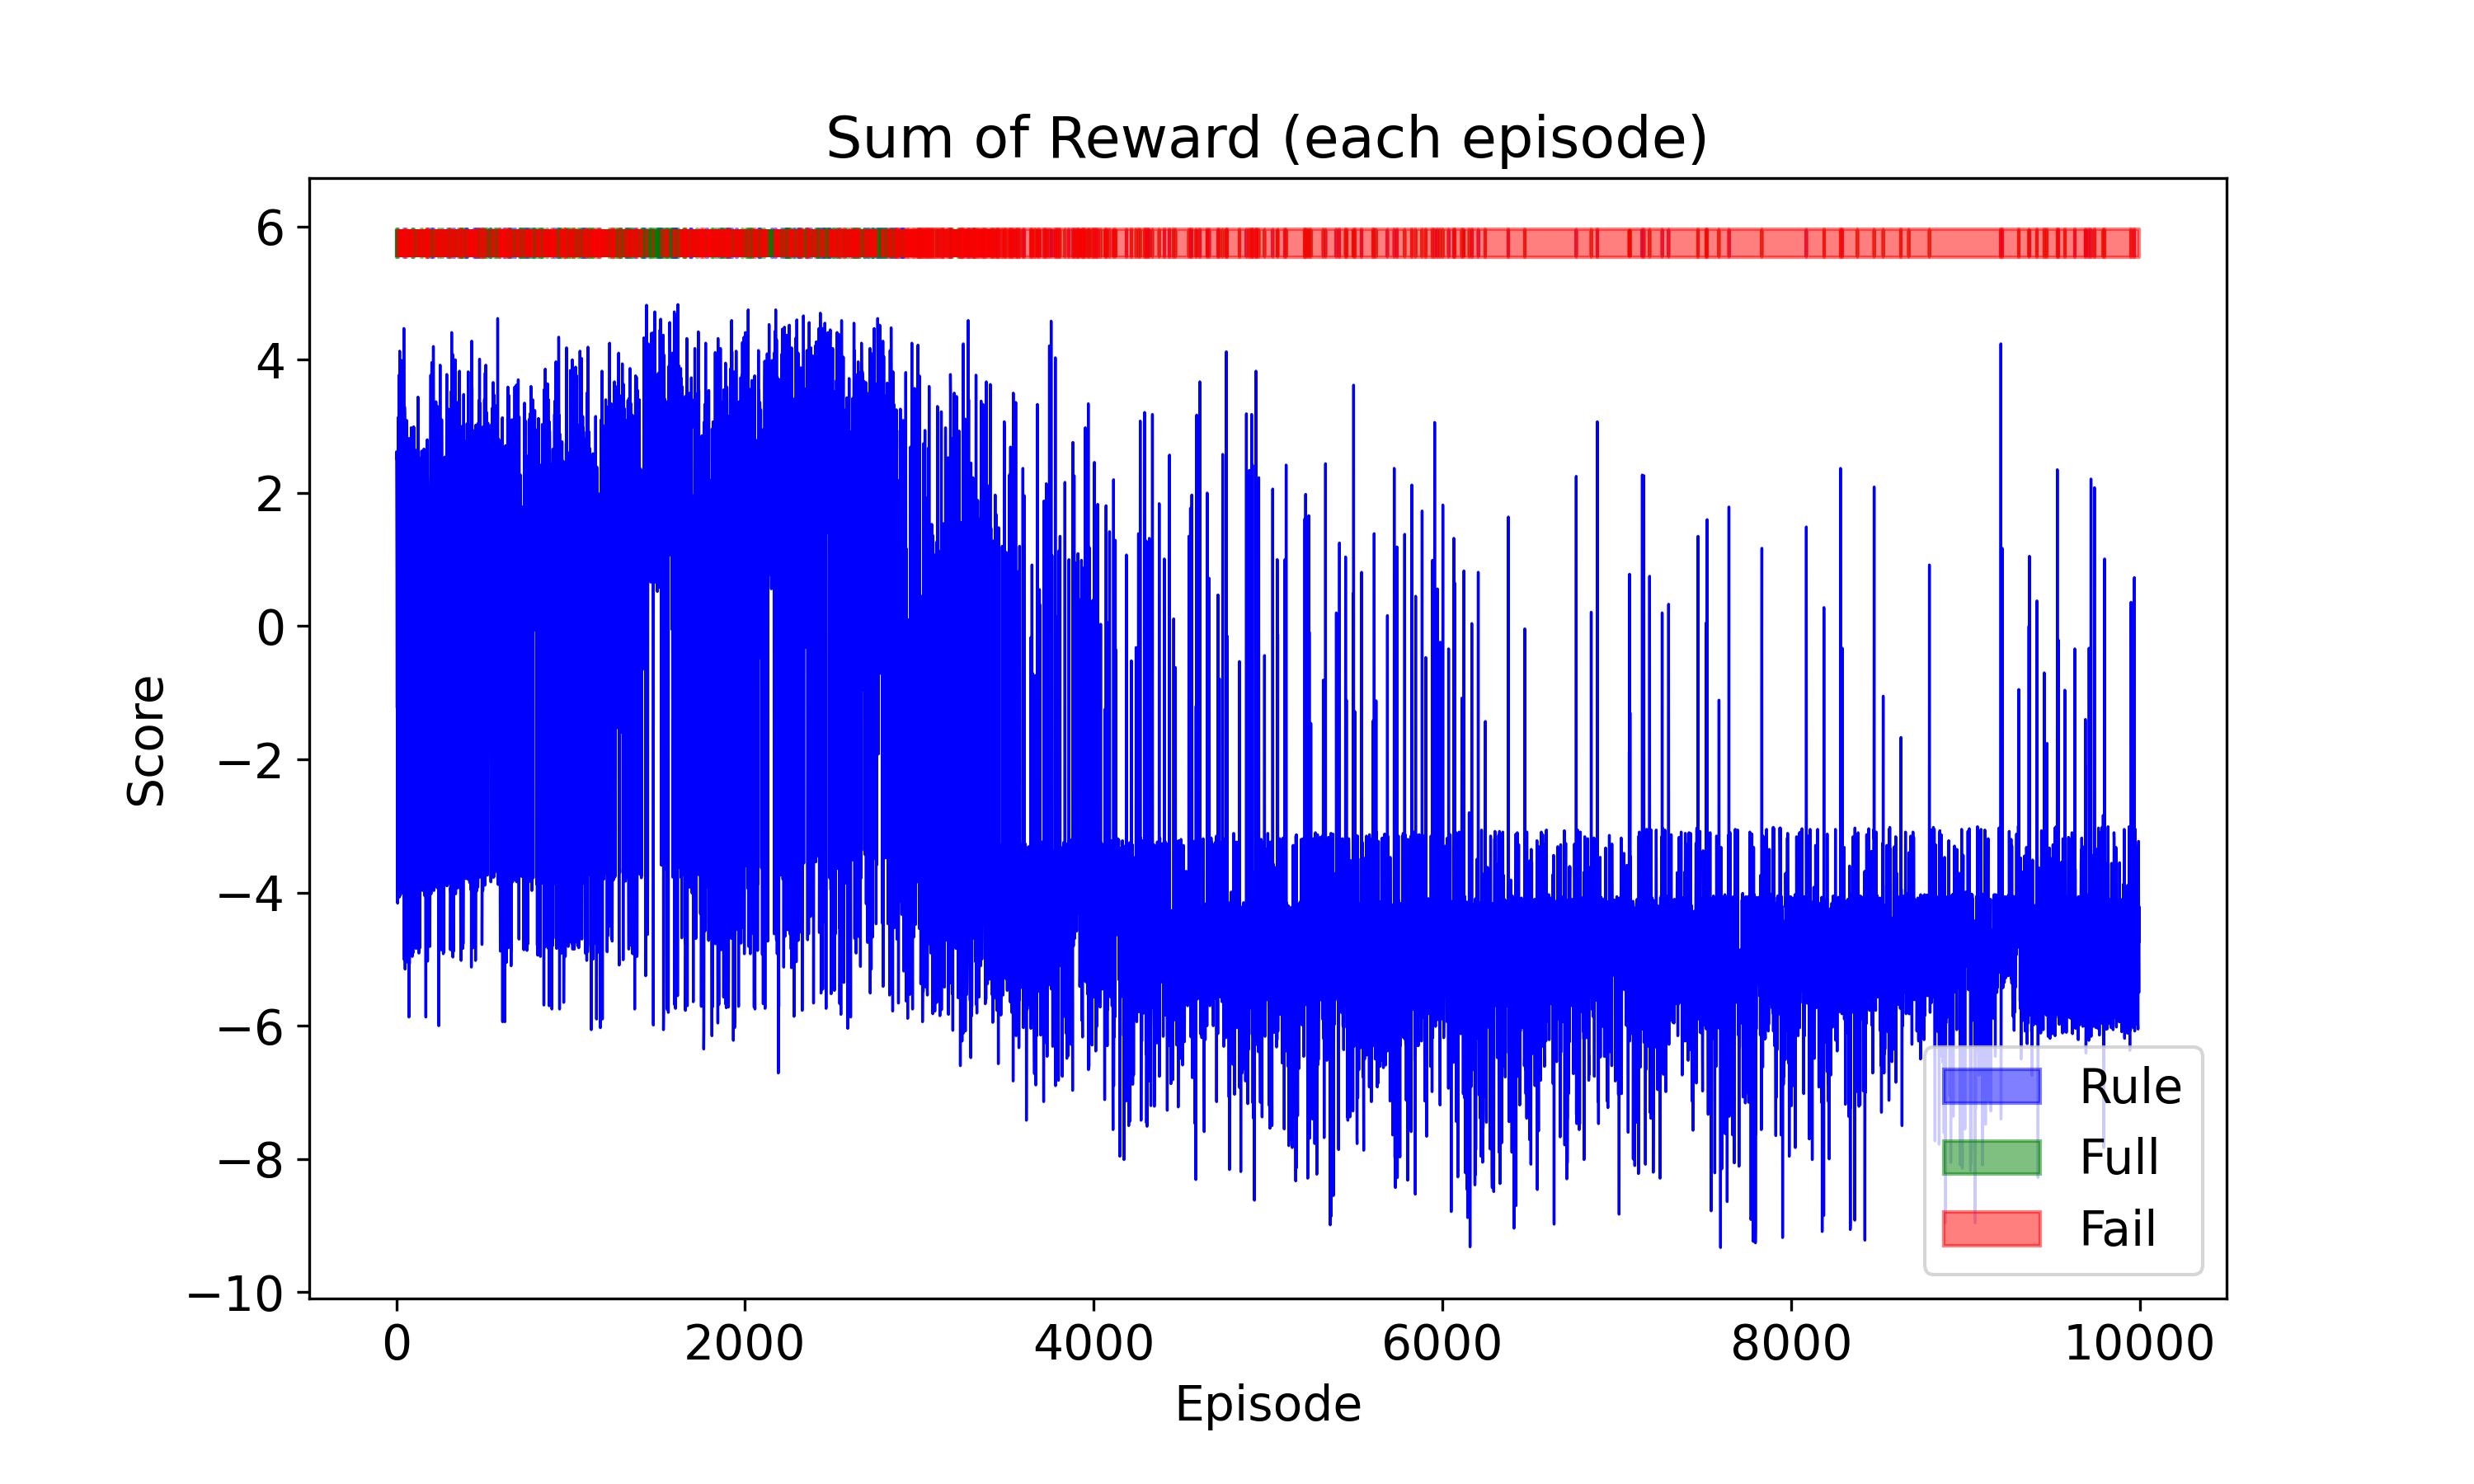 Sum of Reward (each episode)
6
4
2
0
−2
−4
−6
−8
−10
Score
Rule
Full
Fail
0 2000 4000 6000 8000 10000
Episode